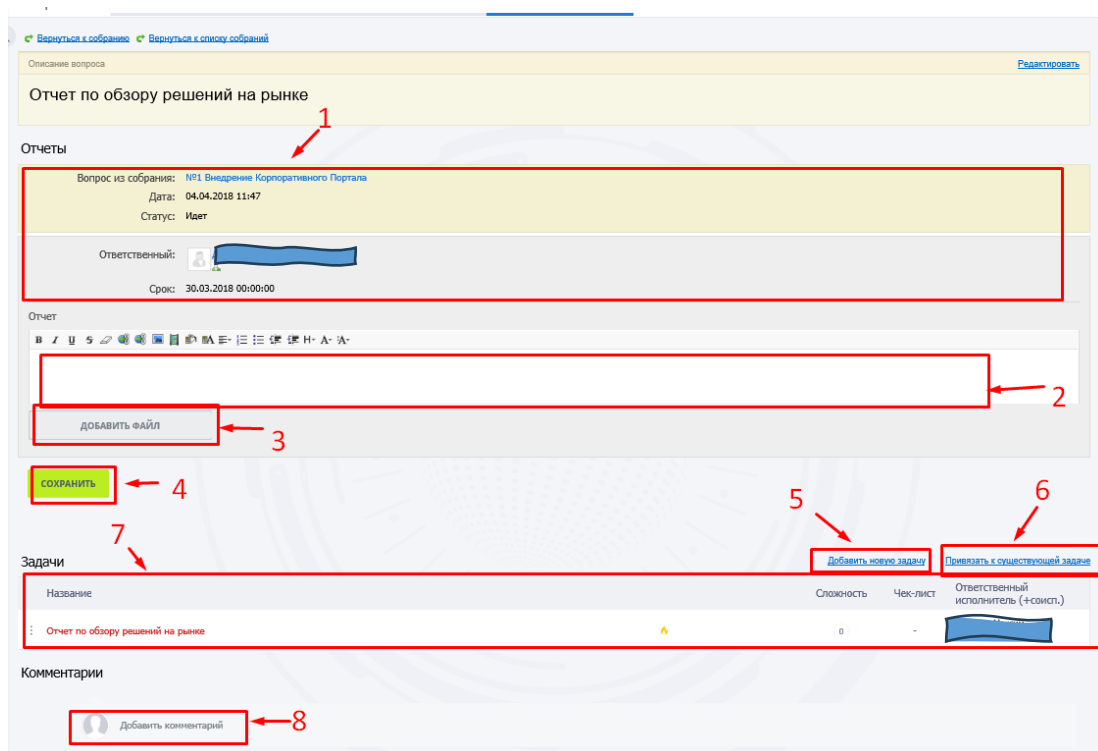 Вернуться к собранию Вернуться к списку собраний
Описание вопроса Редактировать
Отчет по обзору решений на рынке
1
Отчеты
Вопрос из собрания: №1 Внедрение Корпоративного Портала
Дата: 04.04.2018 11:47
Статус: Идет
Ответственный:
Срок: 30.03.2018 00:00:00
Отчет
B I U S H A A
2
ДОБАВИТЬ ФАЙЛ
3
СОХРАНИТЬ
4
5
6
7
Задачи Добавить новую задачу Привязать к существующей задаче
Название Сложность Чек-лист Ответственный
исполнитель (+соисп.)
Отчет по обзору решений на рынке 0 -
Комментарии
Добавить комментарий
8